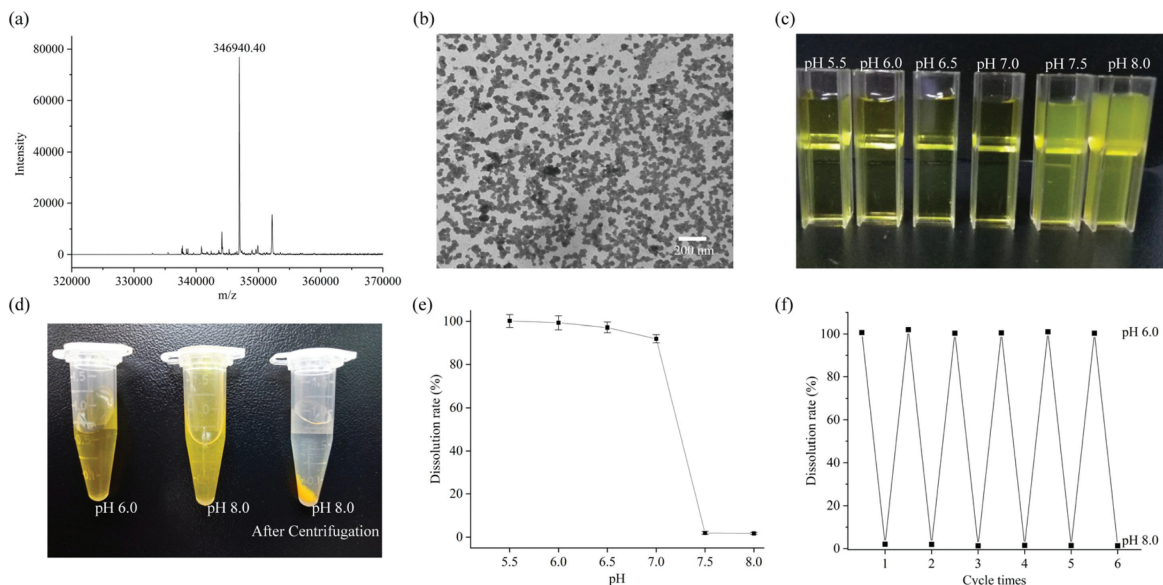 (a)
346940.40
80000
60000
40000
20000
0
Intensity
320000 330000 340000 350000 360000 370000
m/z
(b)
200 nm
(c)
pH 5.5 pH 6.0 pH 6.5 pH 7.0 pH 7.5 pH 8.0
(d)
pH 6.0 pH 8.0 pH 8.0
After Centrifugation
(e)
100
80
60
40
20
0
Dissolution rate (%)
5.5 6.0 6.5 7.0 7.5 8.0
pH
(f)
100
80
60
40
20
0
Dissolution rate (%)
pH 6.0
pH 8.0
1 2 3 4 5 6
Cycle times